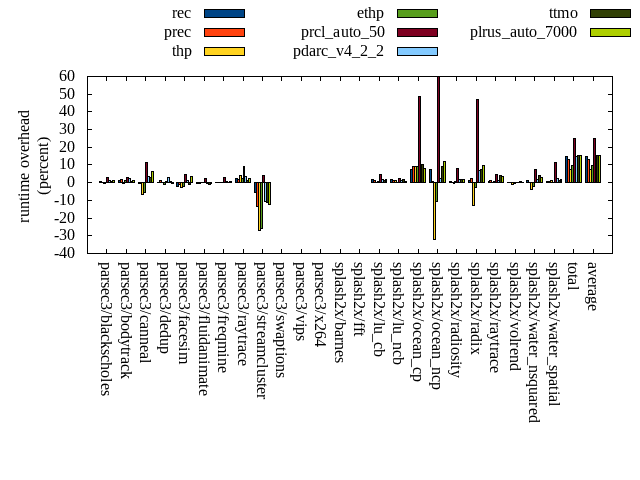 rec
prec
thp
ethp
prcl_auto_50
pdarc_v4_2_2
ttmo
plrus_auto_7000
runtime overhead
(percent)
60
50
40
30
20
10
0
-10
-20
-30
-40
parsec3/blackscholes
parsec3/bodytrack
parsec3/canneal
parsec3/dedup
parsec3/facesim
parsec3/fluidanimate
parsec3/freqmine
parsec3/raytrace
parsec3/streamcluster
parsec3/swaptions
parsec3/vips
parsec3/x264
splash2x/barnes
splash2x/fft
splash2x/lu_cb
splash2x/lu_ncb
splash2x/ocean_cp
splash2x/ocean_ncp
splash2x/radiosity
splash2x/radix
splash2x/raytrace
splash2x/volrend
splash2x/water_nsquared
splash2x/water_spatial
total
average